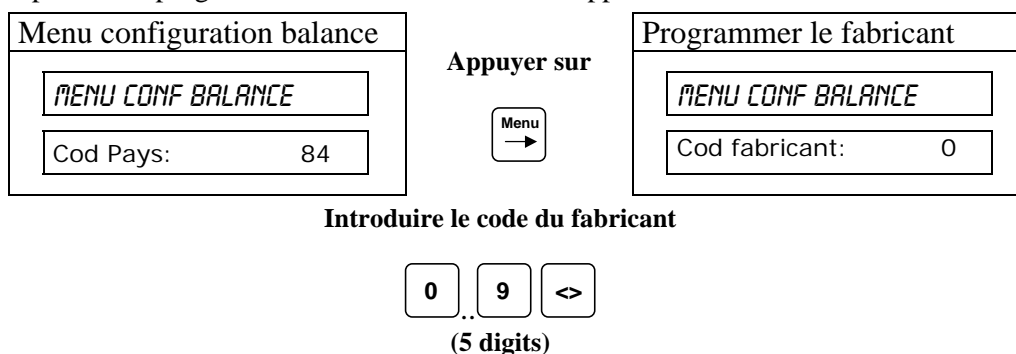 Menu configuration balance
MENU CONF BALANCE
Cod Pays: 84
Appuyer sur
Menu
Programmer le fabricant
MENU CONF BALANCE
Cod fabricant: 0
Introduire le code du fabricant
0 .. 9 <>
(5 digits)